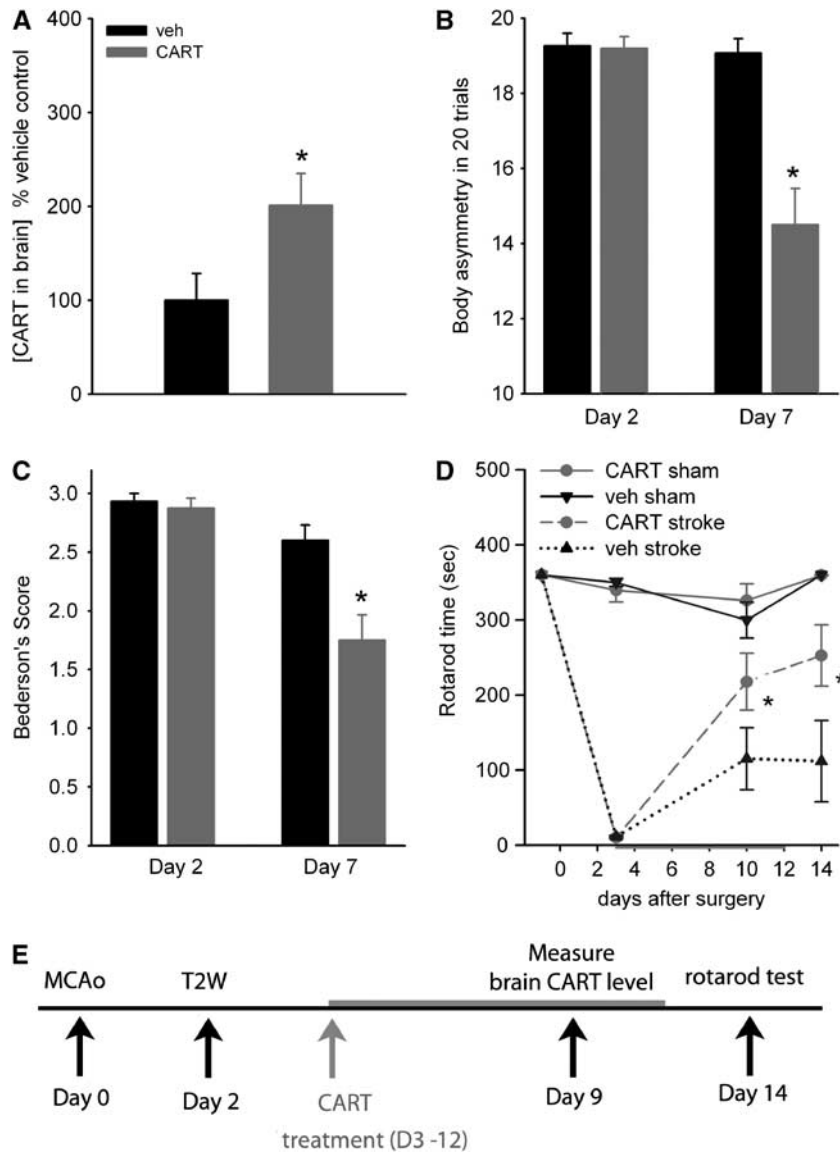 A
veh
CART
[CART in brain] % vehicle control
400
300
200
100
0
*
B
Body asymmetry in 20 trials
20
18
16
14
12
10
*
Day 2
Day 7
C
Bederson's Score
3.0
2.5
2.0
1.5
1.0
0.5
0.0
*
Day 2
Day 7
D
CART sham
veh sham
CART stroke
veh stroke
Rotarod time (sec)
500
400
300
200
100
0
*
*
0 2 4 6 8 10 12 14
days after surgery
E
MCAo
T2W
Measure
brain CART level
rotarod test
Day 0
Day 2
CART
treatment (D3 -12)
Day 9
Day 14